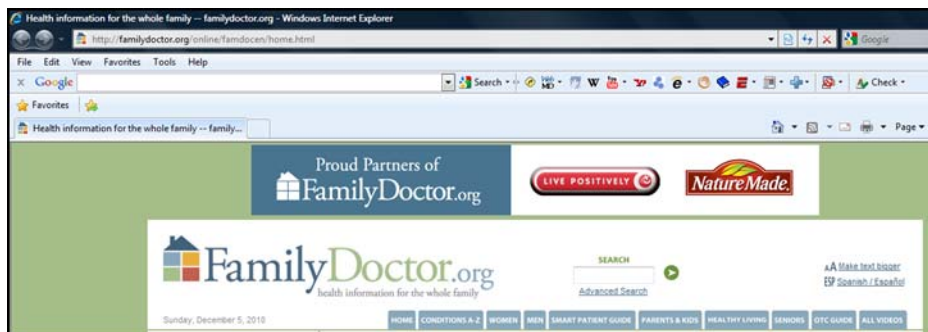 Health information for the whole family -- familydoctor.org - Windows Internet Explorer
http://familydoctor.org/online/famdocen/home.html
Google
File Edit View Favorites Tools Help
x Google Search Check
Favorites
Health information for the whole family -- family...
Page
Proud Partners of
FamilyDoctor.org
LIVE POSITIVELY
Nature Made.
FamilyDoctor.org
health information for the whole family
SEARCH
Advanced Search
AA Make text bigger
ESP Spanish / Español
Sunday, December 5, 2010
HOME CONDITIONS A-Z WOMEN MEN SMART PATIENT GUIDE PARENTS & KIDS HEALTHY LIVING SENIORS OTC GUIDE ALL VIDEOS